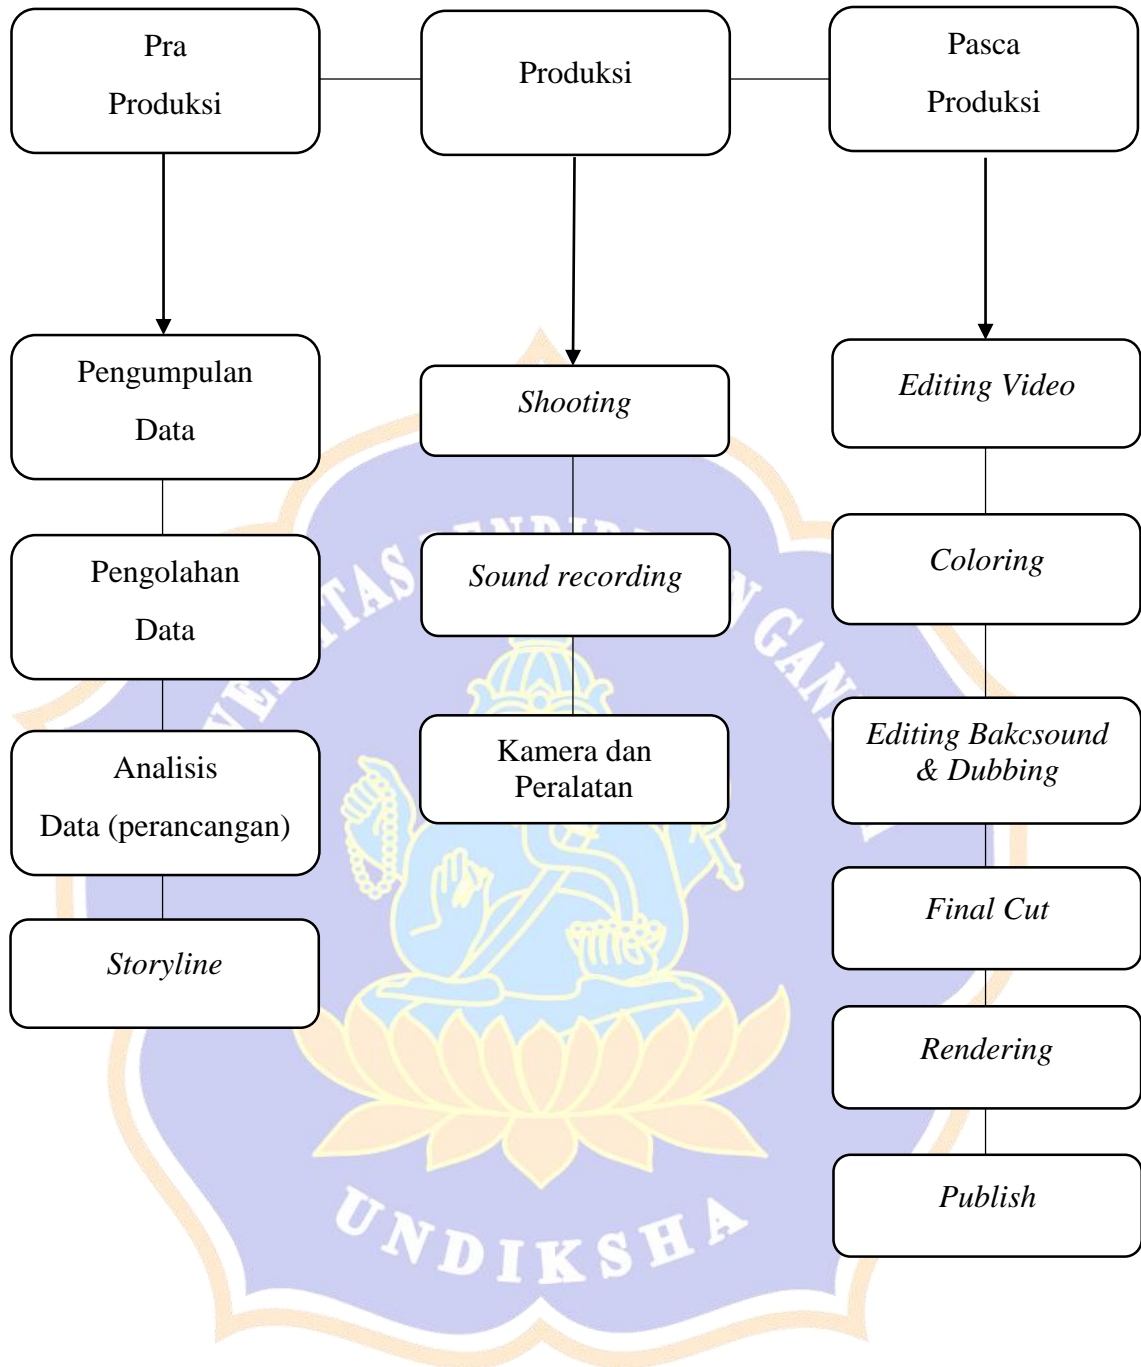 Pra
Produksi
Produksi
Pasca
Produksi
Pengumpulan
Data
Pengolahan
Data
Analisis
Data (perancangan)
Storyline
Shooting
Sound recording
Kamera dan
Peralatan
Editing Video
Coloring
Editing Bakcsound
& Dubbing
Final Cut
Rendering
Publish
UNDIKSHA